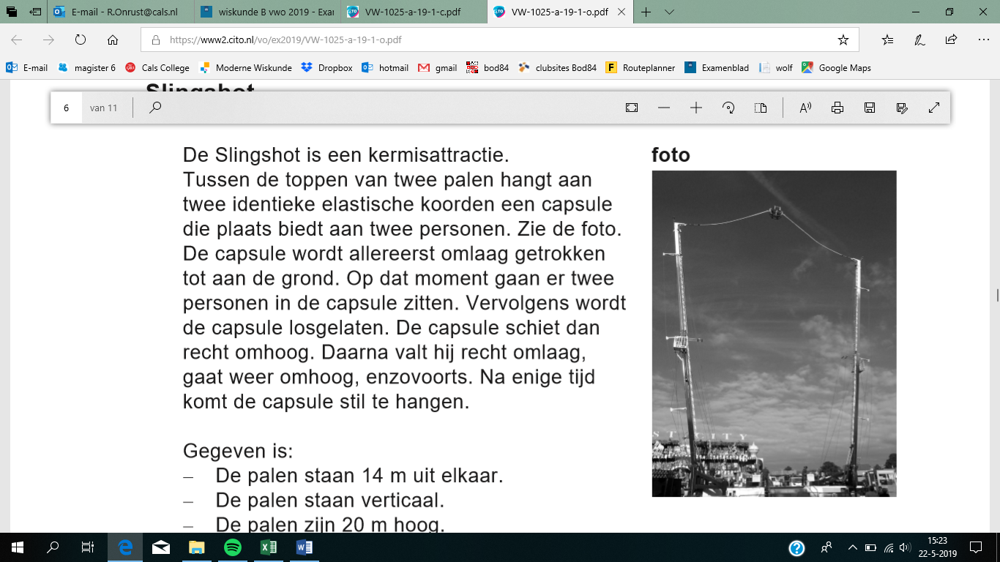 E-mail - R.Onrust@cals.nl
wiskunde B vwo 2019 - Exar
VW-1025-a-19-1-c.pdf
VW-1025-a-19-1-o.pdf
https://www2.cito.nl/vo/ex2019/VW-1025-a-19-1-o.pdf
E-mail magister 6 Cals College Moderne Wiskunde Dropbox hotmail gmail bod84 clubsites Bod84 Routeplanner Examenblad wolf Google Maps
Slingshot
6 van 11
De Slingshot is een kermisattractie.
Tussen de toppen van twee palen hangt aan
twee identieke elastische koorden een capsule
die plaats biedt aan twee personen. Zie de foto.
De capsule wordt allereerst omlaag getrokken
tot aan de grond. Op dat moment gaan er twee
personen in de capsule zitten. Vervolgens wordt
de capsule losgelaten. De capsule schiet dan
recht omhoog. Daarna valt hij recht omlaag,
gaat weer omhoog, enzovoorts. Na enige tijd
komt de capsule stil te hangen.
Gegeven is:
– De palen staan 14 m uit elkaar.
– De palen staan verticaal.
– De palen zijn 20 m hoog.
foto
15:23
22-5-2019